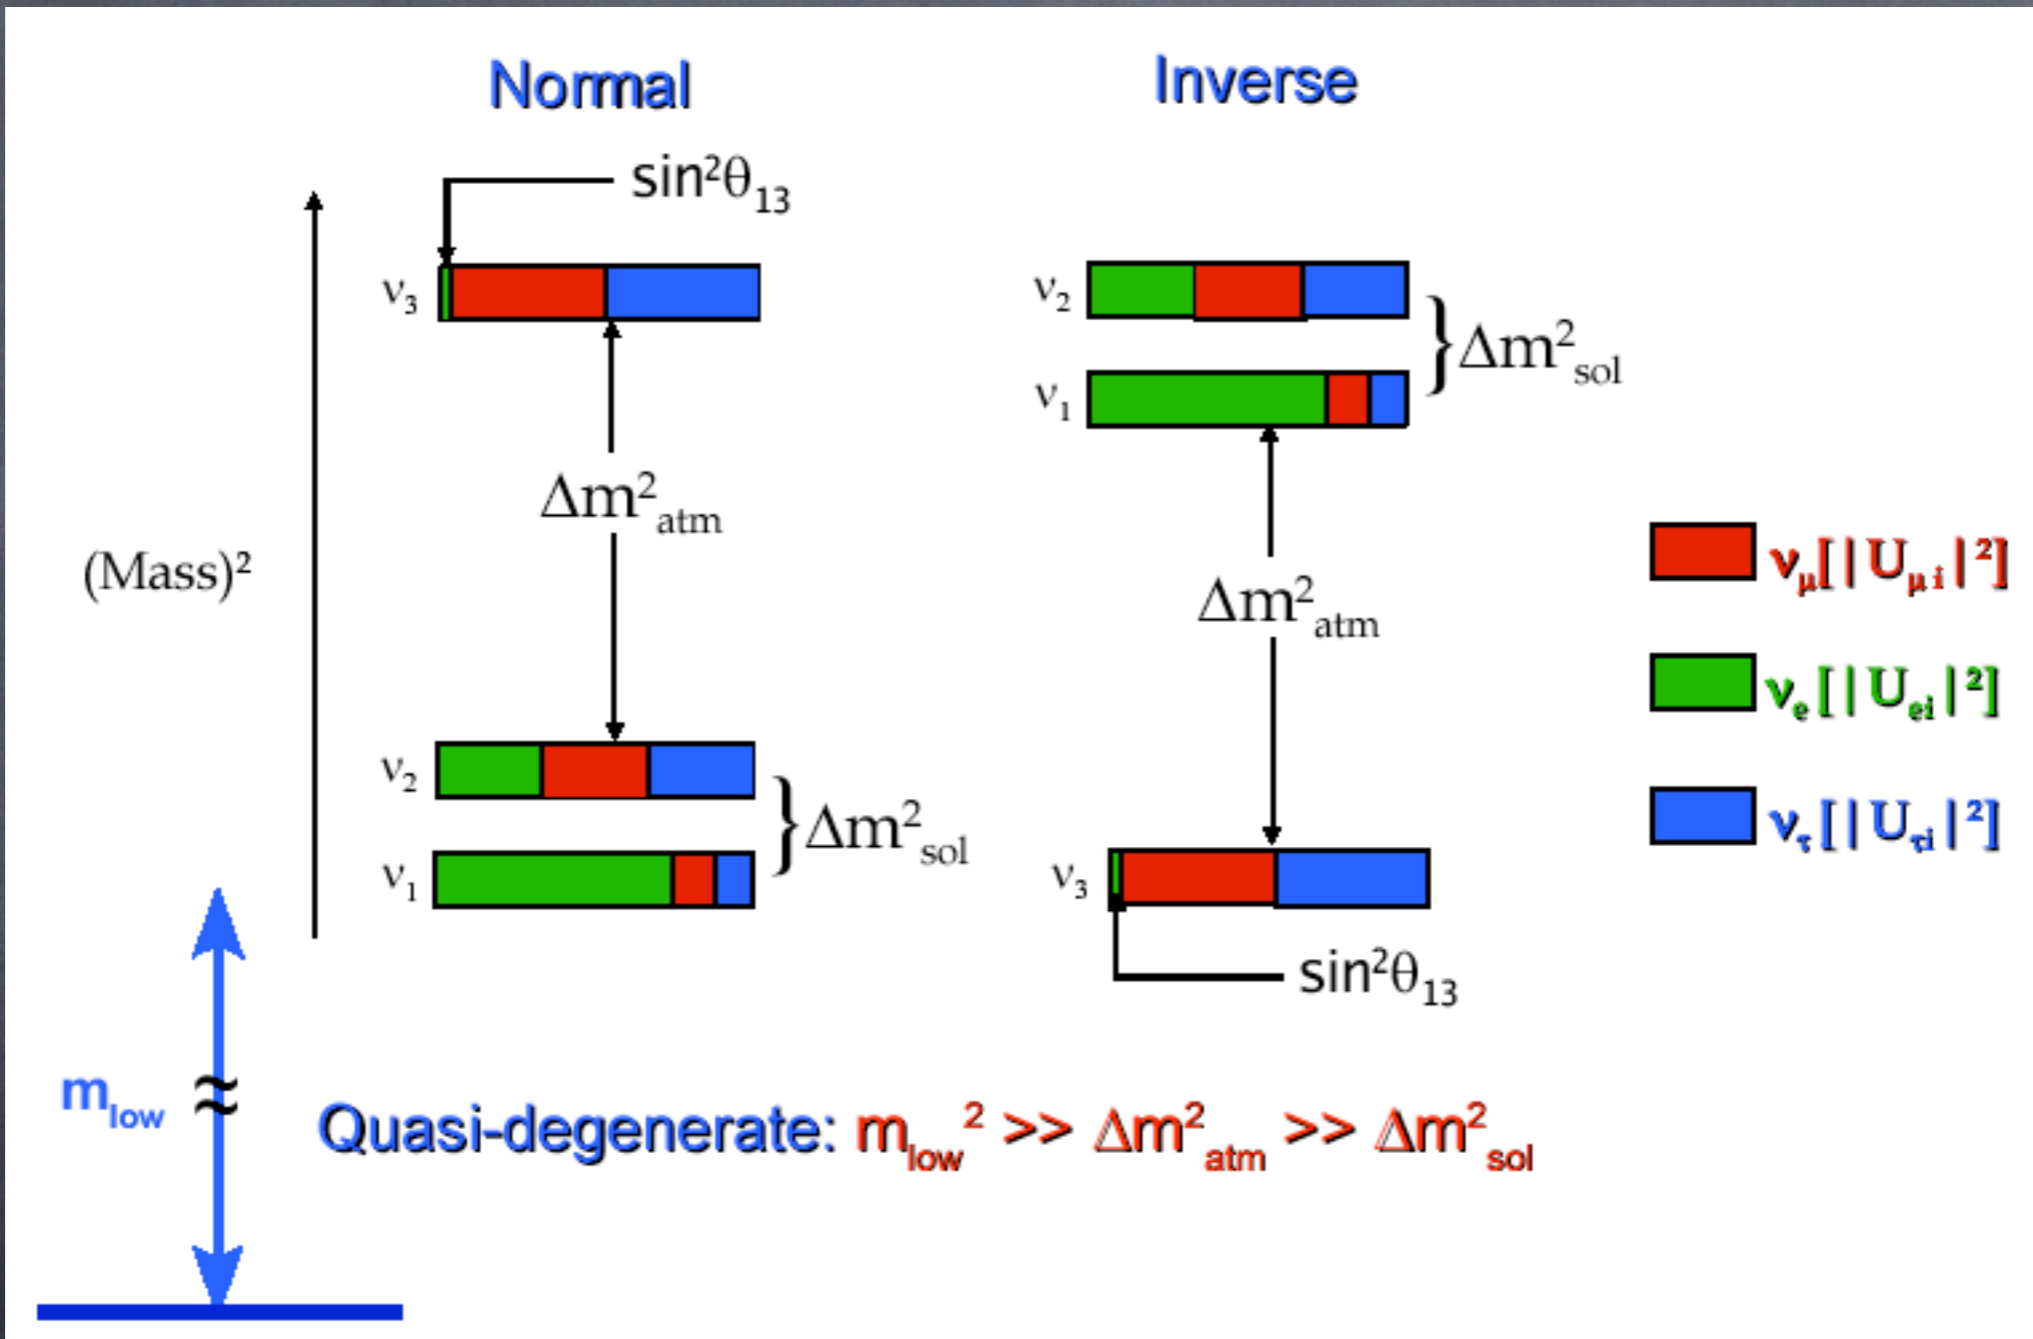 Normal
Inverse
sin²θ₁₃
ν₃
ν₂
Δm²sol
ν₁
Δm²atm
(Mass)²
Δm²atm
νμ[|Uμi|²]
νe[|Uei|²]
ντ[|Uτi|²]
ν₂
Δm²sol
ν₁
ν₃
sin²θ₁₃
mlow ≈
Quasi-degenerate: mlow² >> Δm²atm >> Δm²sol